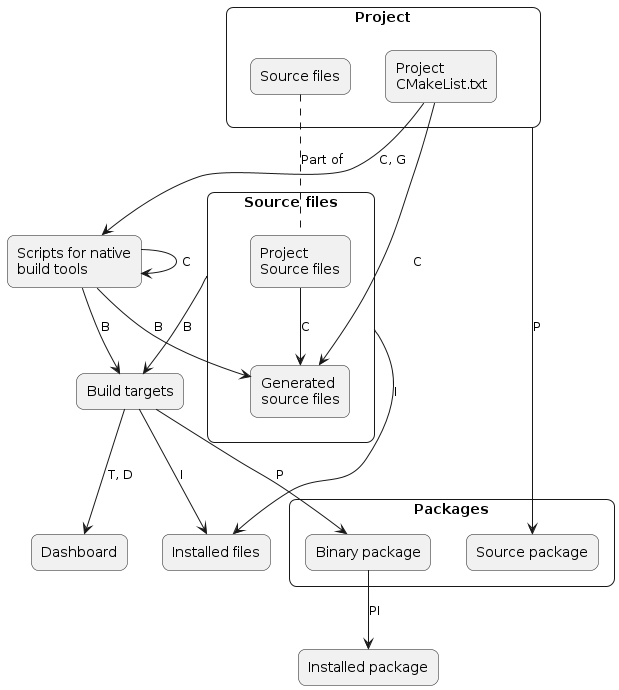 Project
Source files
Project
CMakeList.txt
Part of
C, G
Source files
Scripts for native
build tools
C
Project
Source files
C
B
B
B
C
P
Build targets
Generated
source files
I
T, D
I
P
Packages
Dashboard
Installed files
Binary package
Source package
PI
Installed package